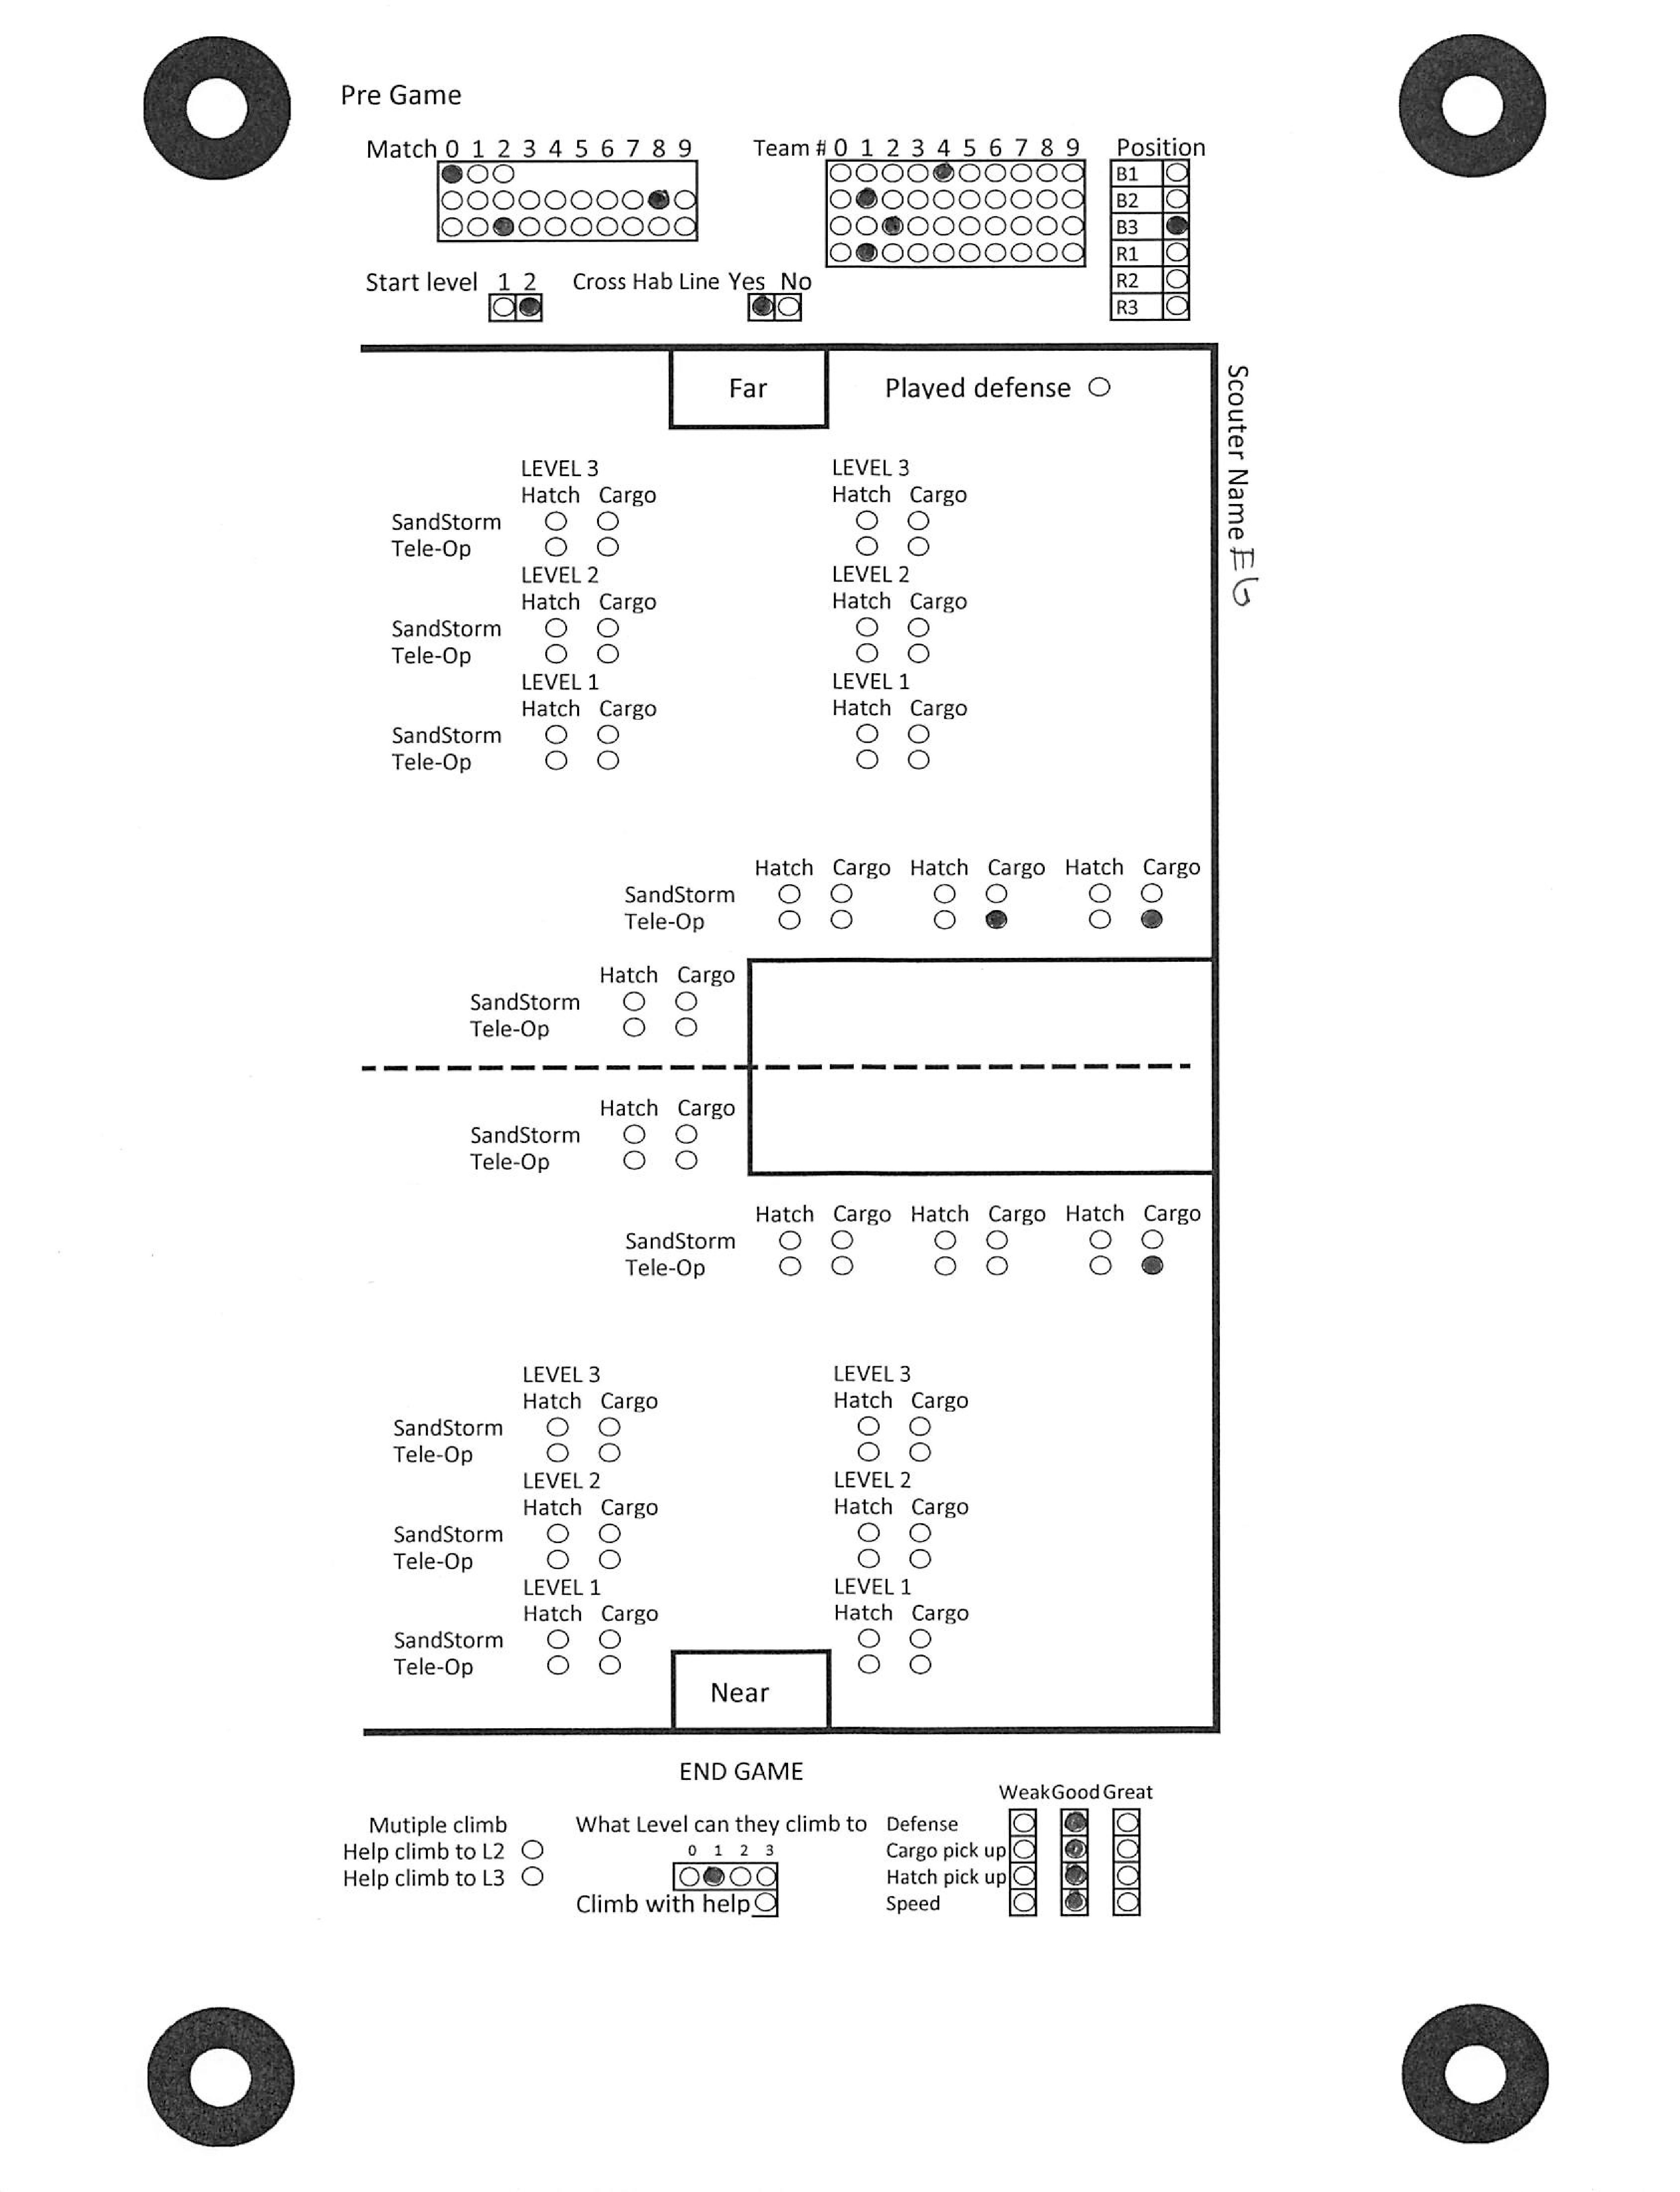 Pre Game
Match 0 1 2 3 4 5 6 7 8 9
Team # 0 1 2 3 4 5 6 7 8 9
Position
B1
B2
B3
R1
R2
R3
Start level 1 2
Cross Hab Line Yes No
Far
Played defense
Scouter Name EG
LEVEL 3 LEVEL 3
Hatch Cargo Hatch Cargo
SandStorm
Tele-Op
LEVEL 2 LEVEL 2
Hatch Cargo Hatch Cargo
SandStorm
Tele-Op
LEVEL 1 LEVEL 1
Hatch Cargo Hatch Cargo
SandStorm
Tele-Op
Hatch Cargo Hatch Cargo Hatch Cargo
SandStorm
Tele-Op
Hatch Cargo
SandStorm
Tele-Op
Hatch Cargo
SandStorm
Tele-Op
Hatch Cargo Hatch Cargo Hatch Cargo
SandStorm
Tele-Op
LEVEL 3 LEVEL 3
Hatch Cargo Hatch Cargo
SandStorm
Tele-Op
LEVEL 2 LEVEL 2
Hatch Cargo Hatch Cargo
SandStorm
Tele-Op
LEVEL 1 LEVEL 1
Hatch Cargo Hatch Cargo
SandStorm
Tele-Op
Near
END GAME
Mutiple climb
Help climb to L2
Help climb to L3
What Level can they climb to
0 1 2 3
Climb with help
Weak Good Great
Defense
Cargo pick up
Hatch pick up
Speed